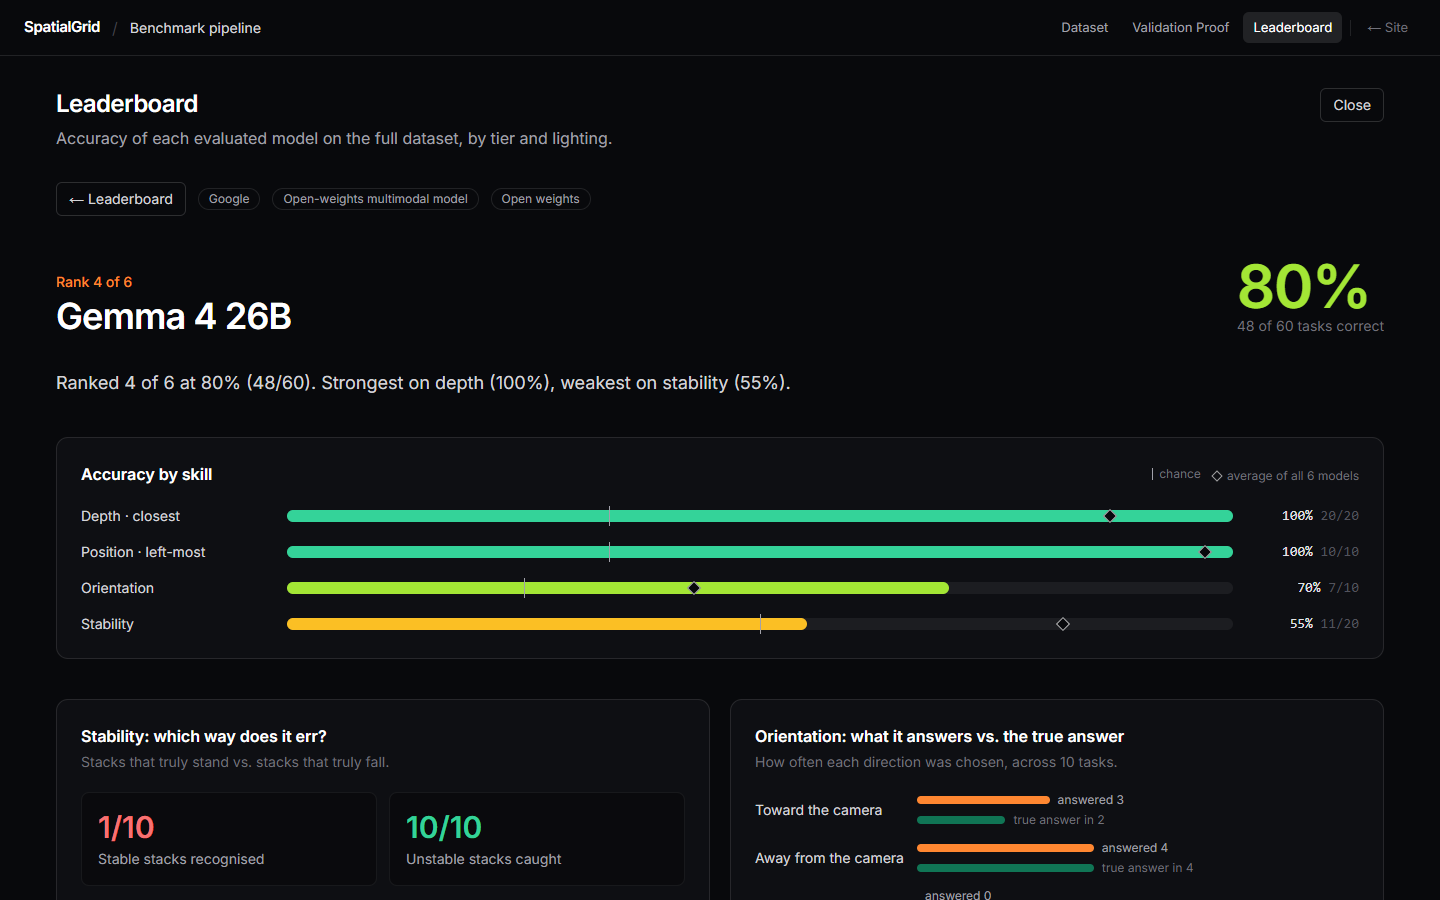 SpatialGrid / Benchmark pipeline
Dataset Validation Proof Leaderboard ← Site
Leaderboard
Close
Accuracy of each evaluated model on the full dataset, by tier and lighting.
← Leaderboard Google Open-weights multimodal model Open weights
Rank 4 of 6
Gemma 4 26B
80%
48 of 60 tasks correct
Ranked 4 of 6 at 80% (48/60). Strongest on depth (100%), weakest on stability (55%).
Accuracy by skill
chance average of all 6 models
Depth · closest 100% 20/20
Position · left-most 100% 10/10
Orientation 70% 7/10
Stability 55% 11/20
Stability: which way does it err?
Stacks that truly stand vs. stacks that truly fall.
1/10
Stable stacks recognised
10/10
Unstable stacks caught
Orientation: what it answers vs. the true answer
How often each direction was chosen, across 10 tasks.
Toward the camera
answered 3
true answer in 2
Away from the camera
answered 4
true answer in 4
answered 0